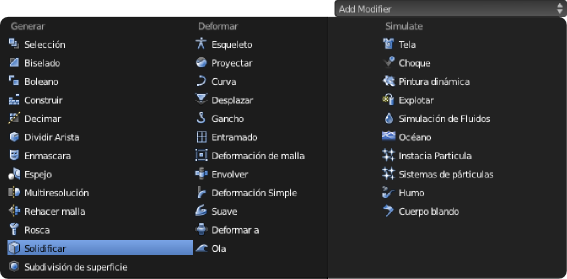 Add Modifier
Generar
Selección
Biselado
Boleano
Construir
Decimar
Dividir Arista
Enmascara
Espejo
Multiresolución
Rehacer malla
Rosca
Solidificar
Subdivisión de superficie
Deformar
Esqueleto
Proyectar
Curva
Desplazar
Gancho
Entramado
Deformación de malla
Envolver
Deformación Simple
Suave
Deformar a
Ola
Simulate
Tela
Choque
Pintura dinámica
Explotar
Simulación de Fluidos
Océano
Instacia Particula
Sistemas de párticulas
Humo
Cuerpo blando